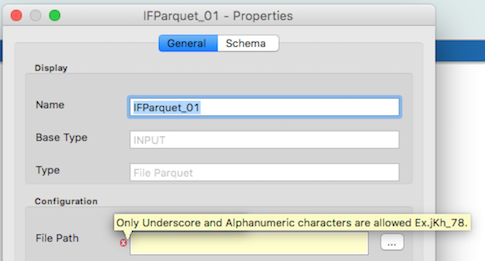 IFParquet_01 - Properties
General Schema
Display
Name IFParquet_01
Base Type INPUT
Type File Parquet
Configuration
Only Underscore and Alphanumeric characters are allowed Ex.jKh_78.
File Path ...